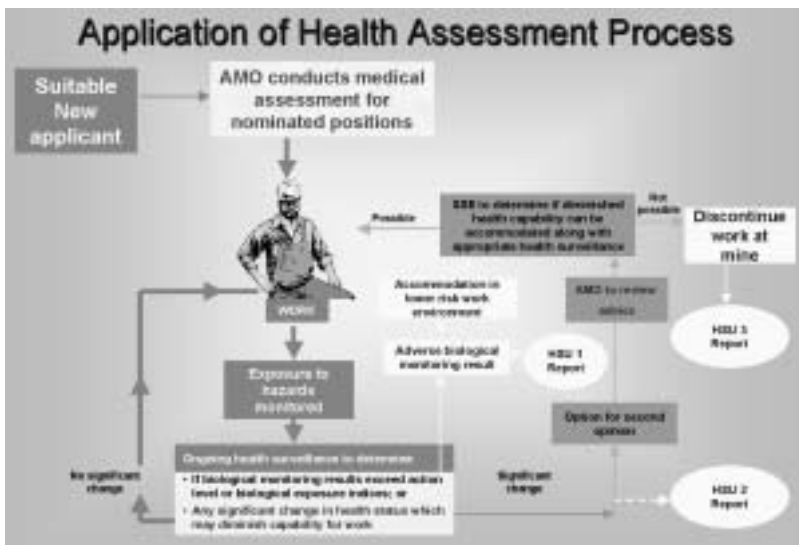 Application of Health Assessment Process
Suitable
New
applicant
AMO conducts medical
assessment for
nominated positions
to determine if diminished
health capability can be
accommodated along with
appropriate health surveillance
Possible
Not
possible
Discontinue
work at
mine
WORK
Accommodation in
lower risk work
environment
AMO to review
HSU 3
Report
Adverse biological
monitoring result
HSU 1
Report
Exposure to
hazards
monitored
Option for second
opinion
Ongoing health surveillance to determine
No significant
change
• If biological monitoring results exceed action
level or biological exposure indices; or
• Any significant change in health status which
may diminish capability for work
Significant
change
HSU 2
Report